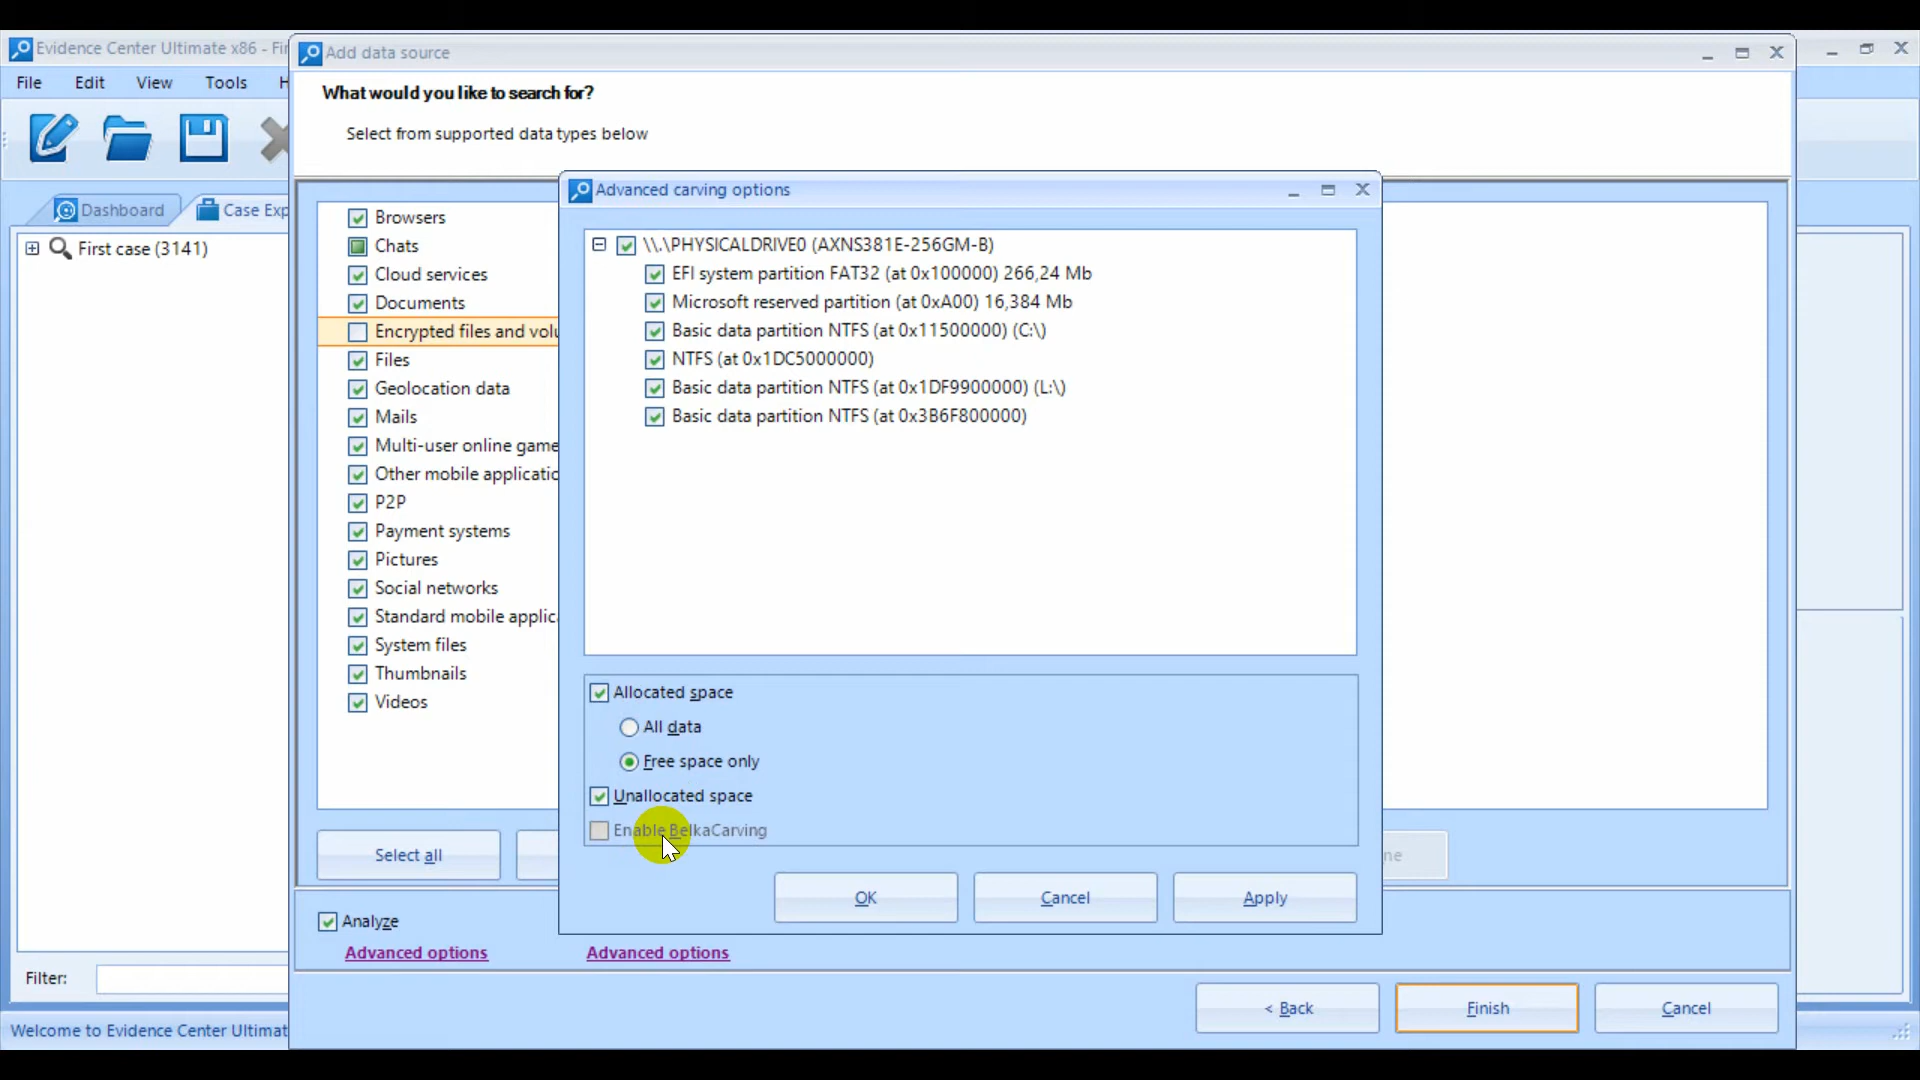 Evidence Center Ultimate x86 - Fir
Add data source
File Edit View Tools H
What would you like to search for?
Select from supported data types below
Dashboard
Case Exp
First case (3141)
Browsers
Chats
Cloud services
Documents
Encrypted files and volu
Files
Geolocation data
Mails
Multi-user online game
Other mobile applicatio
P2P
Payment systems
Pictures
Social networks
Standard mobile applica
System files
Thumbnails
Videos
Advanced carving options
\\.\PHYSICALDRIVE0 (AXNS381E-256GM-B)
EFI system partition FAT32 (at 0x100000) 266,24 Mb
Microsoft reserved partition (at 0xA00) 16,384 Mb
Basic data partition NTFS (at 0x11500000) (C:\)
NTFS (at 0x1DC5000000)
Basic data partition NTFS (at 0x1DF9900000) (L:\)
Basic data partition NTFS (at 0x3B6F800000)
Allocated space
All data
Free space only
Unallocated space
Enable BelkaCarving
OK Cancel Apply
Select all
ne
Analyze
Advanced options
Advanced options
Filter:
< Back Finish Cancel
Welcome to Evidence Center Ultimat